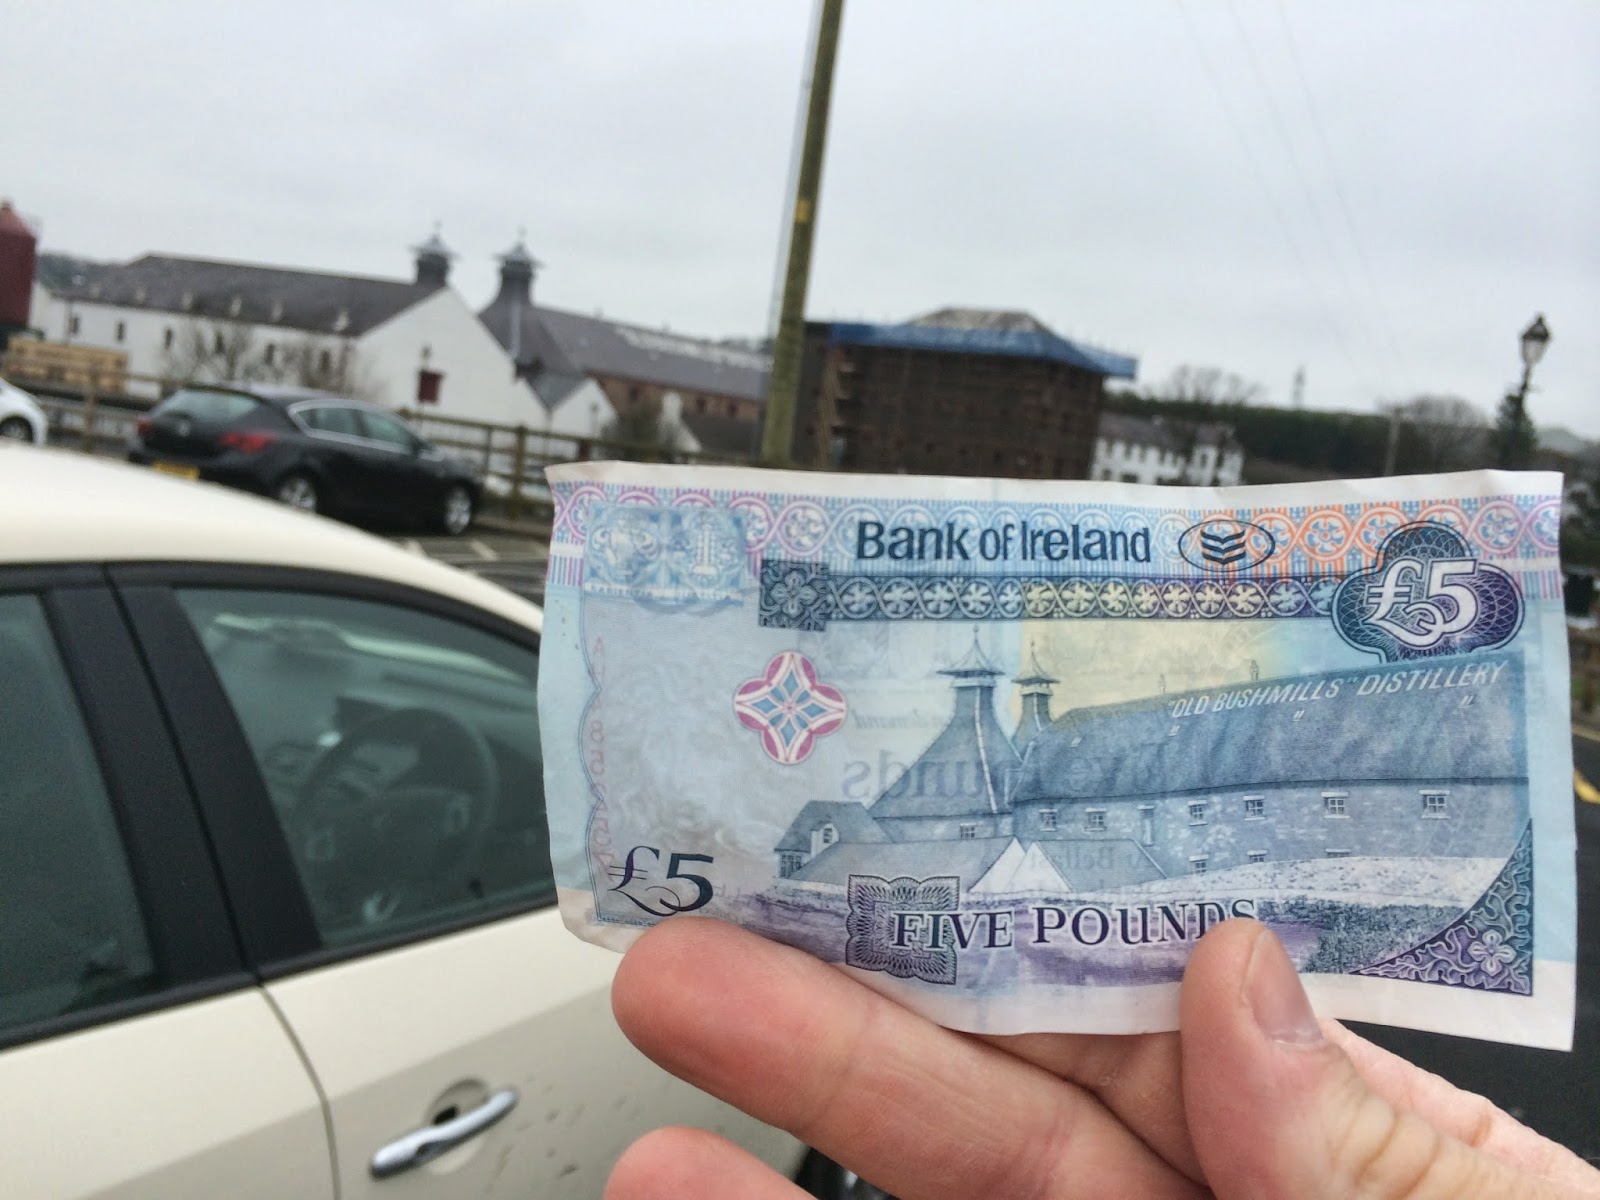 Bank of Ireland
£5
"OLD BUSHMILLS" DISTILLERY
£5
FIVE POUNDS